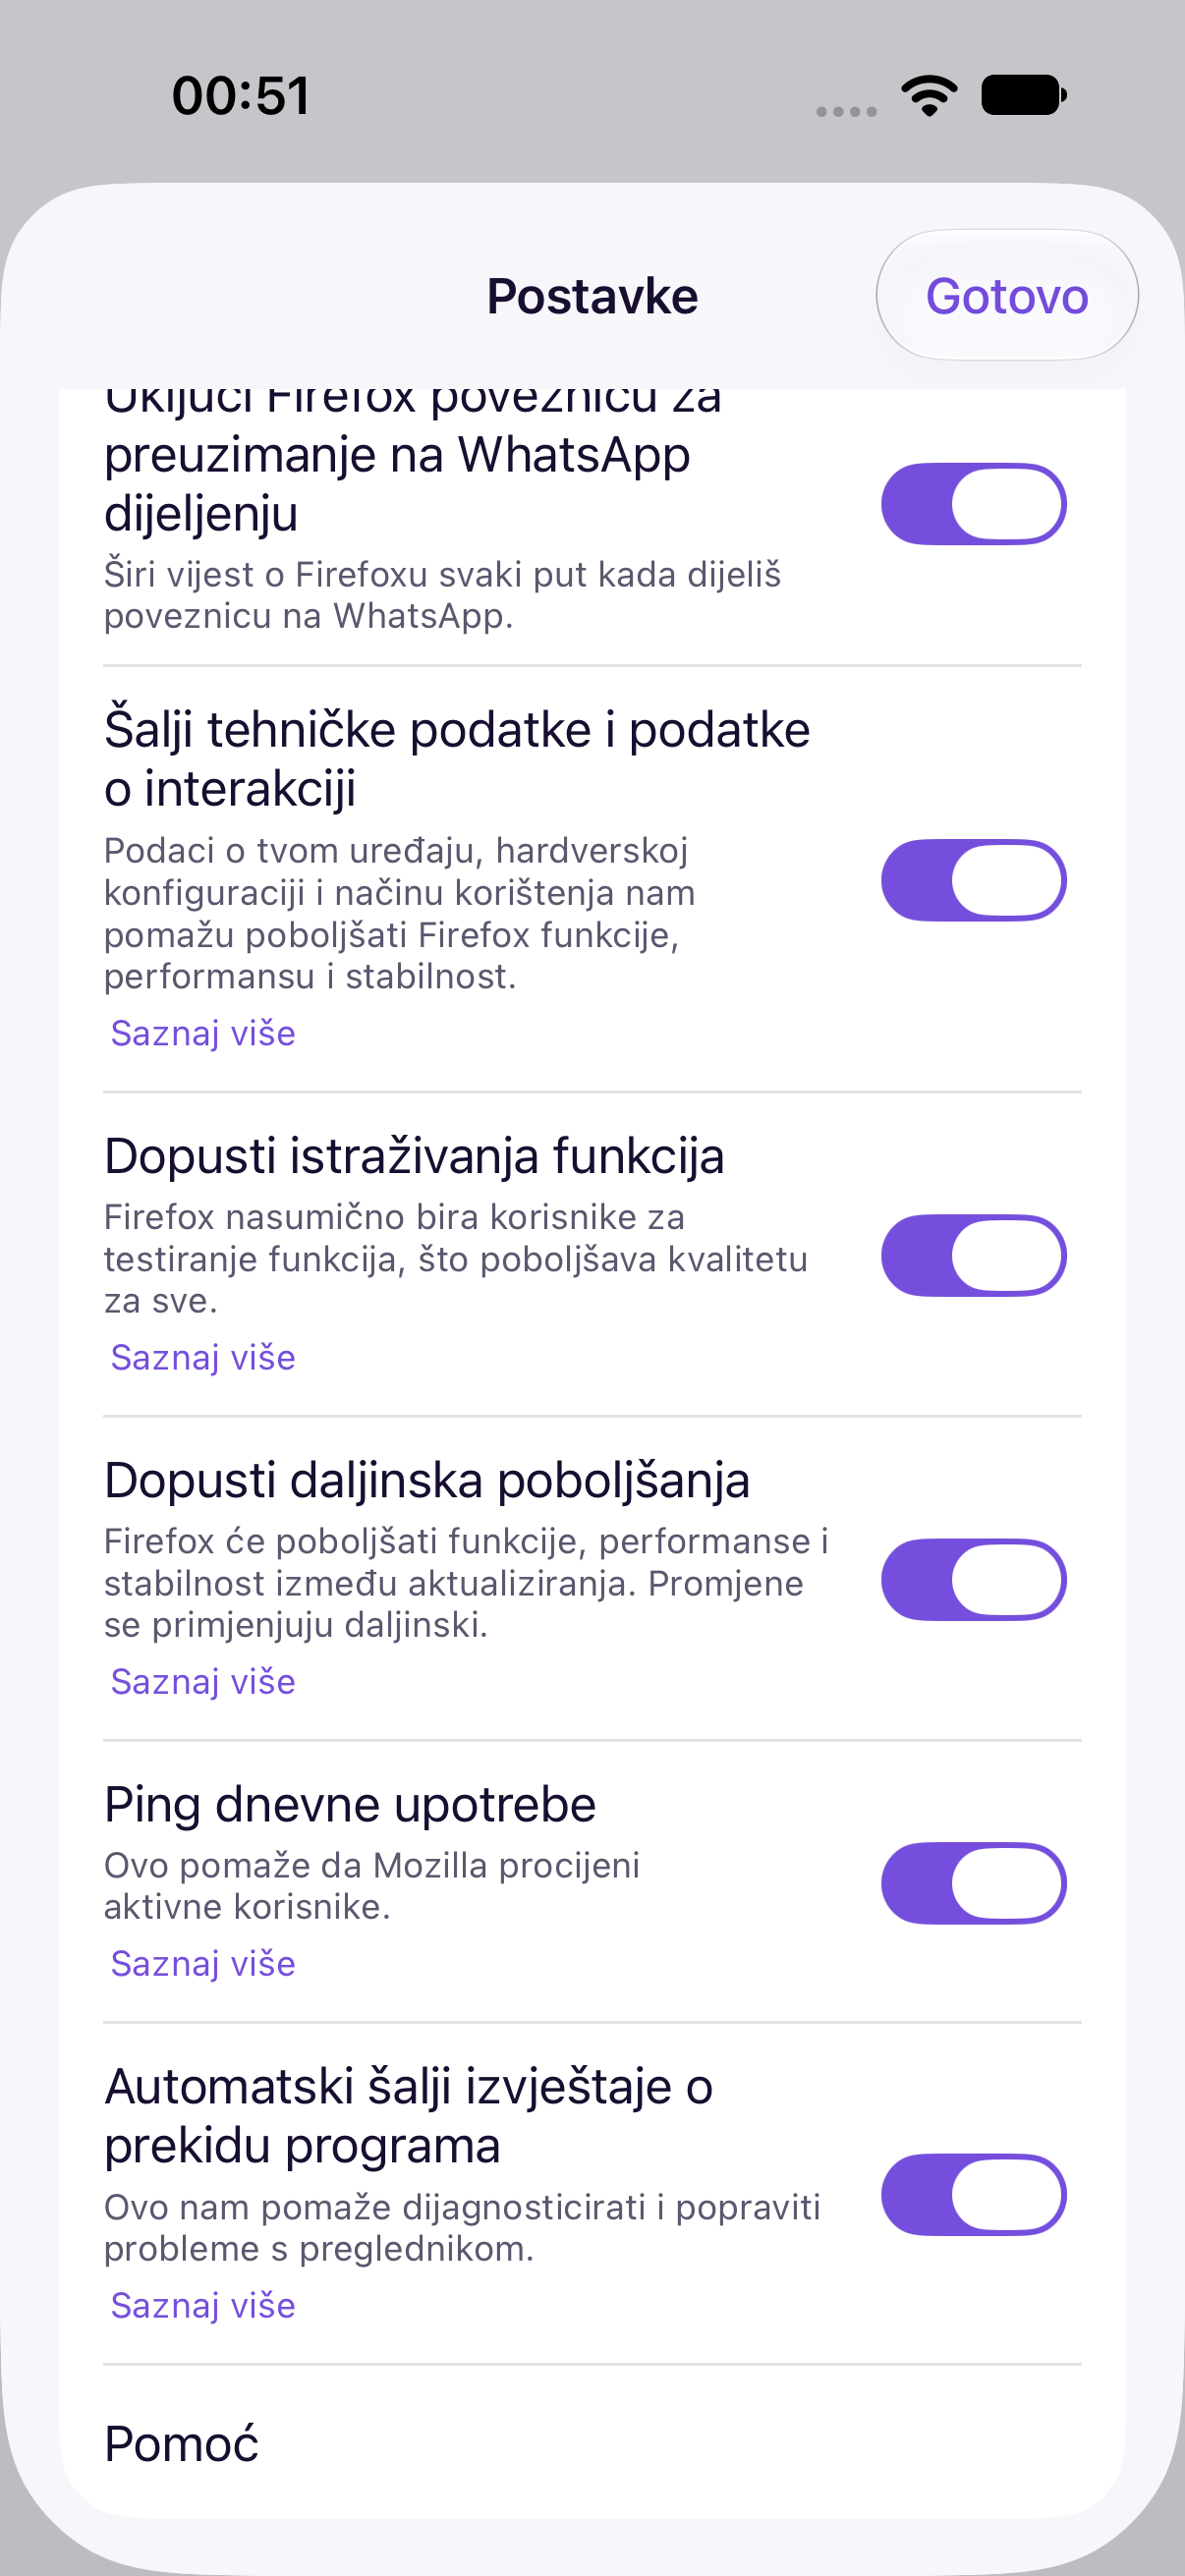 00:51
Postavke
Gotovo
Uključi Firefox poveznicu za
preuzimanje na WhatsApp
dijeljenju
Širi vijest o Firefoxu svaki put kada dijeliš
poveznicu na WhatsApp.
Šalji tehničke podatke i podatke
o interakciji
Podaci o tvom uređaju, hardverskoj
konfiguraciji i načinu korištenja nam
pomažu poboljšati Firefox funkcije,
performansu i stabilnost.
Saznaj više
Dopusti istraživanja funkcija
Firefox nasumično bira korisnike za
testiranje funkcija, što poboljšava kvalitetu
za sve.
Saznaj više
Dopusti daljinska poboljšanja
Firefox će poboljšati funkcije, performanse i
stabilnost između aktualiziranja. Promjene
se primjenjuju daljinski.
Saznaj više
Ping dnevne upotrebe
Ovo pomaže da Mozilla procijeni
aktivne korisnike.
Saznaj više
Automatski šalji izvještaje o
prekidu programa
Ovo nam pomaže dijagnosticirati i popraviti
probleme s preglednikom.
Saznaj više
Pomoć